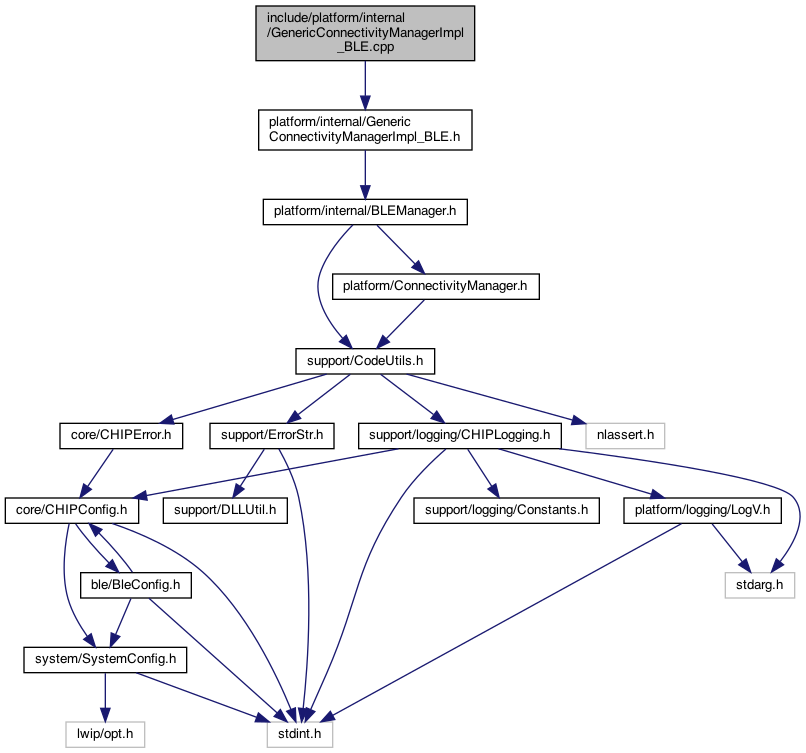 include/platform/internal
/GenericConnectivityManagerImpl
_BLE.cpp
platform/internal/Generic
ConnectivityManagerImpl_BLE.h
platform/internal/BLEManager.h
platform/ConnectivityManager.h
support/CodeUtils.h
core/CHIPError.h
support/ErrorStr.h
support/logging/CHIPLogging.h
nlassert.h
core/CHIPConfig.h
support/DLLUtil.h
support/logging/Constants.h
platform/logging/LogV.h
ble/BleConfig.h
stdarg.h
system/SystemConfig.h
lwip/opt.h
stdint.h